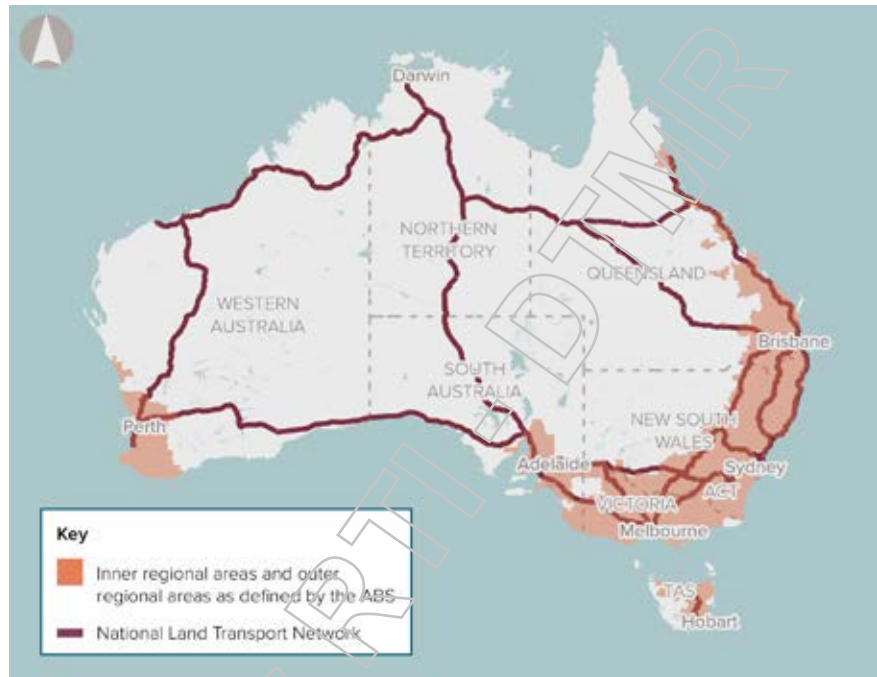 Darwin
NORTHERN
TERRITORY
QUEENSLAND
WESTERN
AUSTRALIA
SOUTH
AUSTRALIA
Brisbane
NEW SOUTH
WALES
Perth
Adelaide
Sydney
ACT
VICTORIA
Melbourne
TAS
Hobart
Key
Inner regional areas and outer
regional areas as defined by the ABS
National Land Transport Network
RTI - DTMR